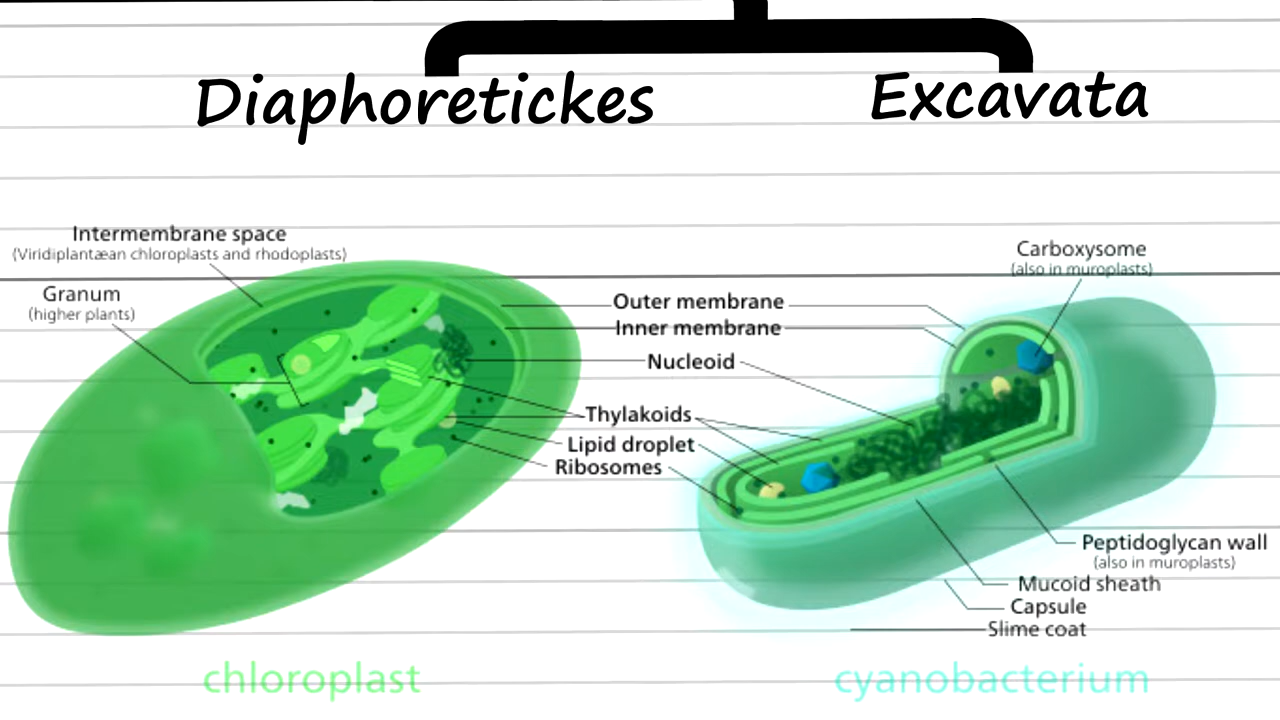 Diaphoretickes
Excavata
Intermembrane space
(Viridiplantæan chloroplasts and rhodoplasts)
Granum
(higher plants)
Outer membrane
Inner membrane
Nucleoid
Thylakoids
Lipid droplet
Ribosomes
Carboxysome
(also in muroplasts)
Peptidoglycan wall
(also in muroplasts)
Mucoid sheath
Capsule
Slime coat
chloroplast
cyanobacterium